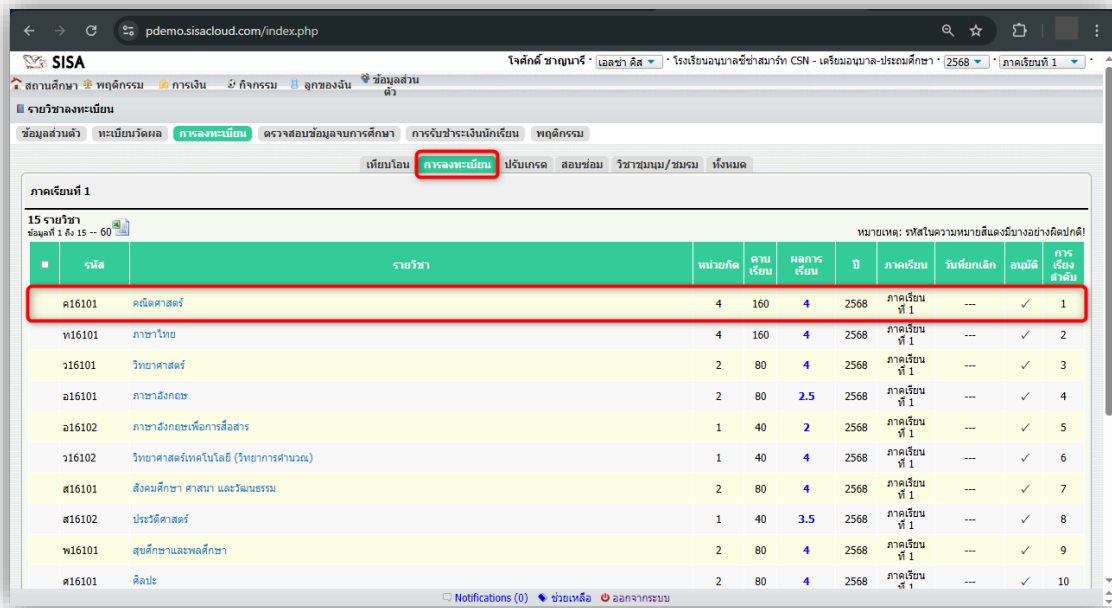 pdemo.sisacloud.com/index.php
SISA
โจศักดิ์ ชาญนารี · เอลซ่า คิส · โรงเรียนอนุบาลซีซ่าสมาร์ท CSN - เตรียมอนุบาล-ประถมศึกษา · 2568 · ภาคเรียนที่ 1 ·
สถานศึกษา พฤติกรรม การเงิน กิจกรรม ลูกของฉัน ข้อมูลส่วนตัว
รายวิชาลงทะเบียน
ข้อมูลส่วนตัว ทะเบียนวัดผล การลงทะเบียน ตรวจสอบข้อมูลจบการศึกษา การรับชำระเงินนักเรียน พฤติกรรม
เทียบโอน การลงทะเบียน ปรับเกรด สอบซ่อม วิชาชุมนุม/ชมรม ทั้งหมด
ภาคเรียนที่ 1
15 รายวิชา
ข้อมูลที่ 1 ถึง 15 -- 60
หมายเหตุ: รหัสในความหมายสีแดงมีบางอย่างผิดปกติ!
รหัส รายวิชา หน่วยกิต คาบเรียน ผลการเรียน ปี ภาคเรียน วันที่ยกเลิก อนุมัติ การเรียงลำดับ
ค16101 คณิตศาสตร์ 4 160 4 2568 ภาคเรียนที่ 1 --- ✓ 1
ท16101 ภาษาไทย 4 160 4 2568 ภาคเรียนที่ 1 --- ✓ 2
ว16101 วิทยาศาสตร์ 2 80 4 2568 ภาคเรียนที่ 1 --- ✓ 3
อ16101 ภาษาอังกฤษ 2 80 2.5 2568 ภาคเรียนที่ 1 --- ✓ 4
อ16102 ภาษาอังกฤษเพื่อการสื่อสาร 1 40 2 2568 ภาคเรียนที่ 1 --- ✓ 5
ว16102 วิทยาศาสตร์เทคโนโลยี (วิทยาการคำนวณ) 1 40 4 2568 ภาคเรียนที่ 1 --- ✓ 6
ส16101 สังคมศึกษา ศาสนา และวัฒนธรรม 2 80 4 2568 ภาคเรียนที่ 1 --- ✓ 7
ส16102 ประวัติศาสตร์ 1 40 3.5 2568 ภาคเรียนที่ 1 --- ✓ 8
พ16101 สุขศึกษาและพลศึกษา 2 80 4 2568 ภาคเรียนที่ 1 --- ✓ 9
ศ16101 ศิลปะ 2 80 4 2568 ภาคเรียนที่ 1 --- ✓ 10
Notifications (0) ช่วยเหลือ ออกจากระบบ